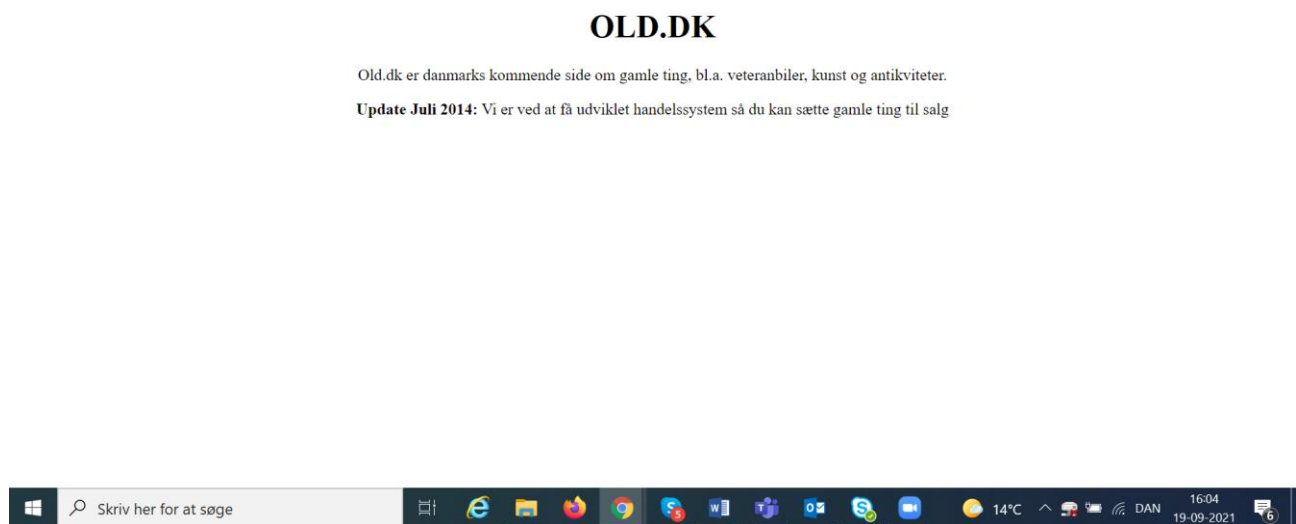 OLD.DK
Old.dk er danmarks kommende side om gamle ting, bl.a. veteranbiler, kunst og antikviteter.
Update Juli 2014: Vi er ved at få udviklet handelssystem så du kan sætte gamle ting til salg
Skriv her for at søge
14°C
DAN
16:04
19-09-2021
6